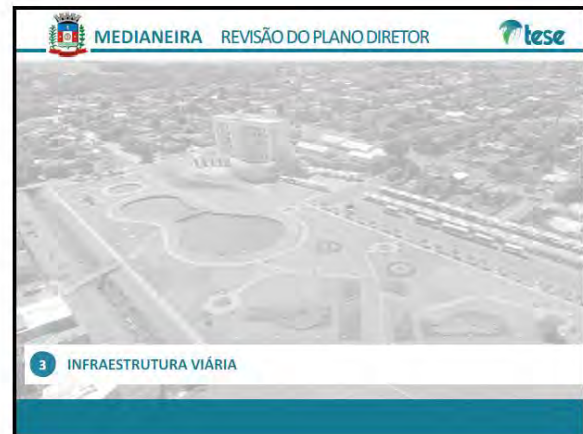 MEDIANEIRA REVISÃO DO PLANO DIRETOR tese
3 INFRAESTRUTURA VIÁRIA